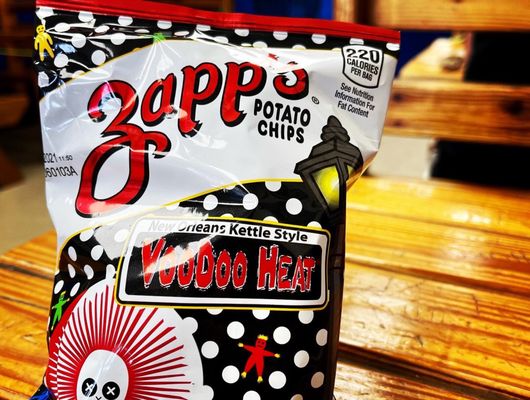 Zapp's
®
POTATO
CHIPS
220
CALORIES
PER BAG
See Nutrition
Information for
Fat Content
2021 11:50
060103A
New Orleans Kettle Style
VOODOO HEAT